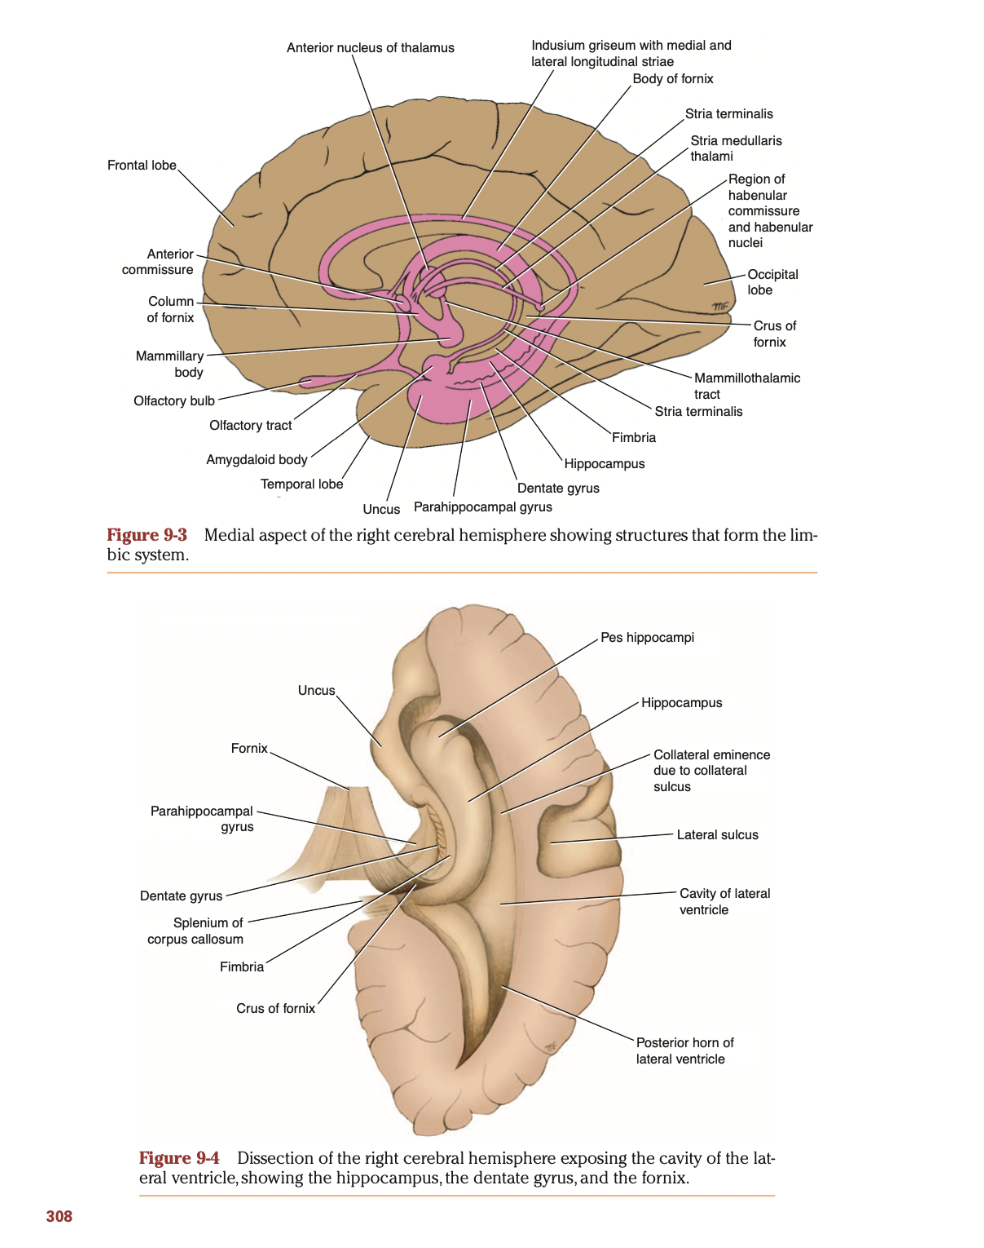 Anterior nucleus of thalamus
Indusium griseum with medial and
lateral longitudinal striae
Body of fornix
Stria terminalis
Stria medullaris
thalami
Region of
habenular
commissure
and habenular
nuclei
Occipital
lobe
Crus of
fornix
Mammillothalamic
tract
Stria terminalis
Fimbria
Hippocampus
Dentate gyrus
Parahippocampal gyrus
Uncus
Temporal lobe
Amygdaloid body
Olfactory tract
Olfactory bulb
Mammillary
body
Column
of fornix
Anterior
commissure
Frontal lobe
Figure 9-3 Medial aspect of the right cerebral hemisphere showing structures that form the lim-
bic system.
Pes hippocampi
Hippocampus
Collateral eminence
due to collateral
sulcus
Lateral sulcus
Cavity of lateral
ventricle
Posterior horn of
lateral ventricle
Uncus
Fornix
Parahippocampal
gyrus
Dentate gyrus
Splenium of
corpus callosum
Fimbria
Crus of fornix
Figure 9-4 Dissection of the right cerebral hemisphere exposing the cavity of the lat-
eral ventricle, showing the hippocampus, the dentate gyrus, and the fornix.
308